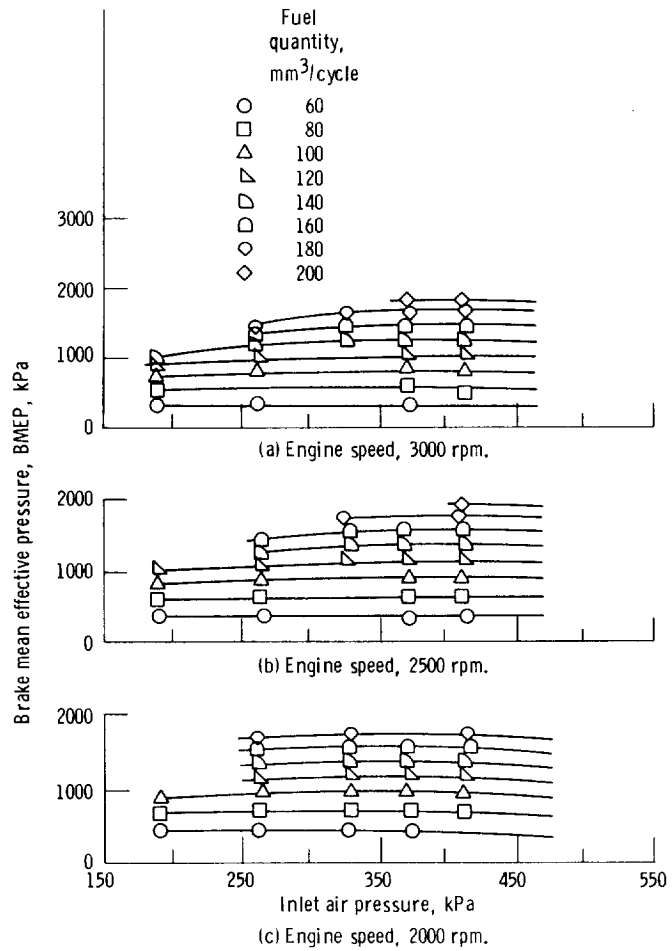 Fuel
quantity,
mm³/cycle
60
80
100
120
140
160
180
200
Brake mean effective pressure, BMEP, kPa
3000
2000
1000
0
(a) Engine speed, 3000 rpm.
2000
1000
0
(b) Engine speed, 2500 rpm.
2000
1000
0
150 250 350 450 550
Inlet air pressure, kPa
(c) Engine speed, 2000 rpm.